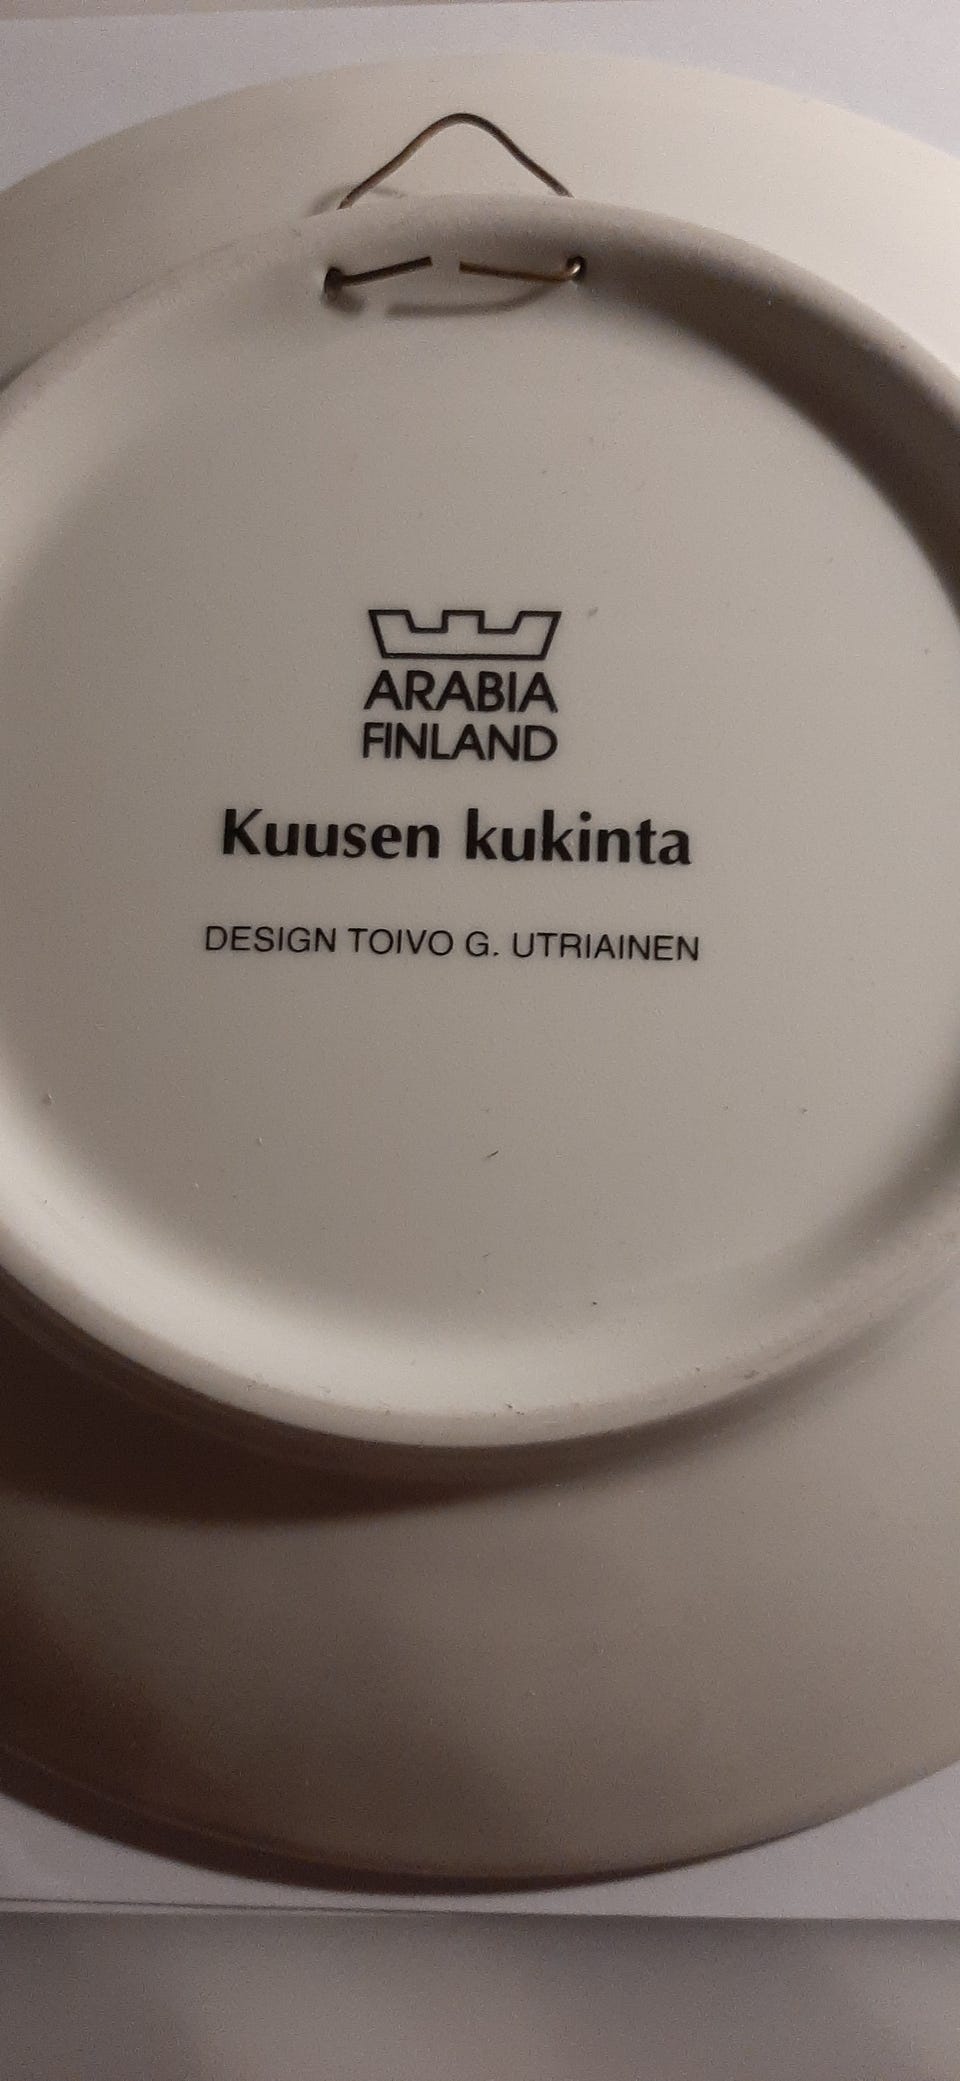 ARABIA
FINLAND
Kuusen kukinta
DESIGN TOIVO G. UTRIAINEN